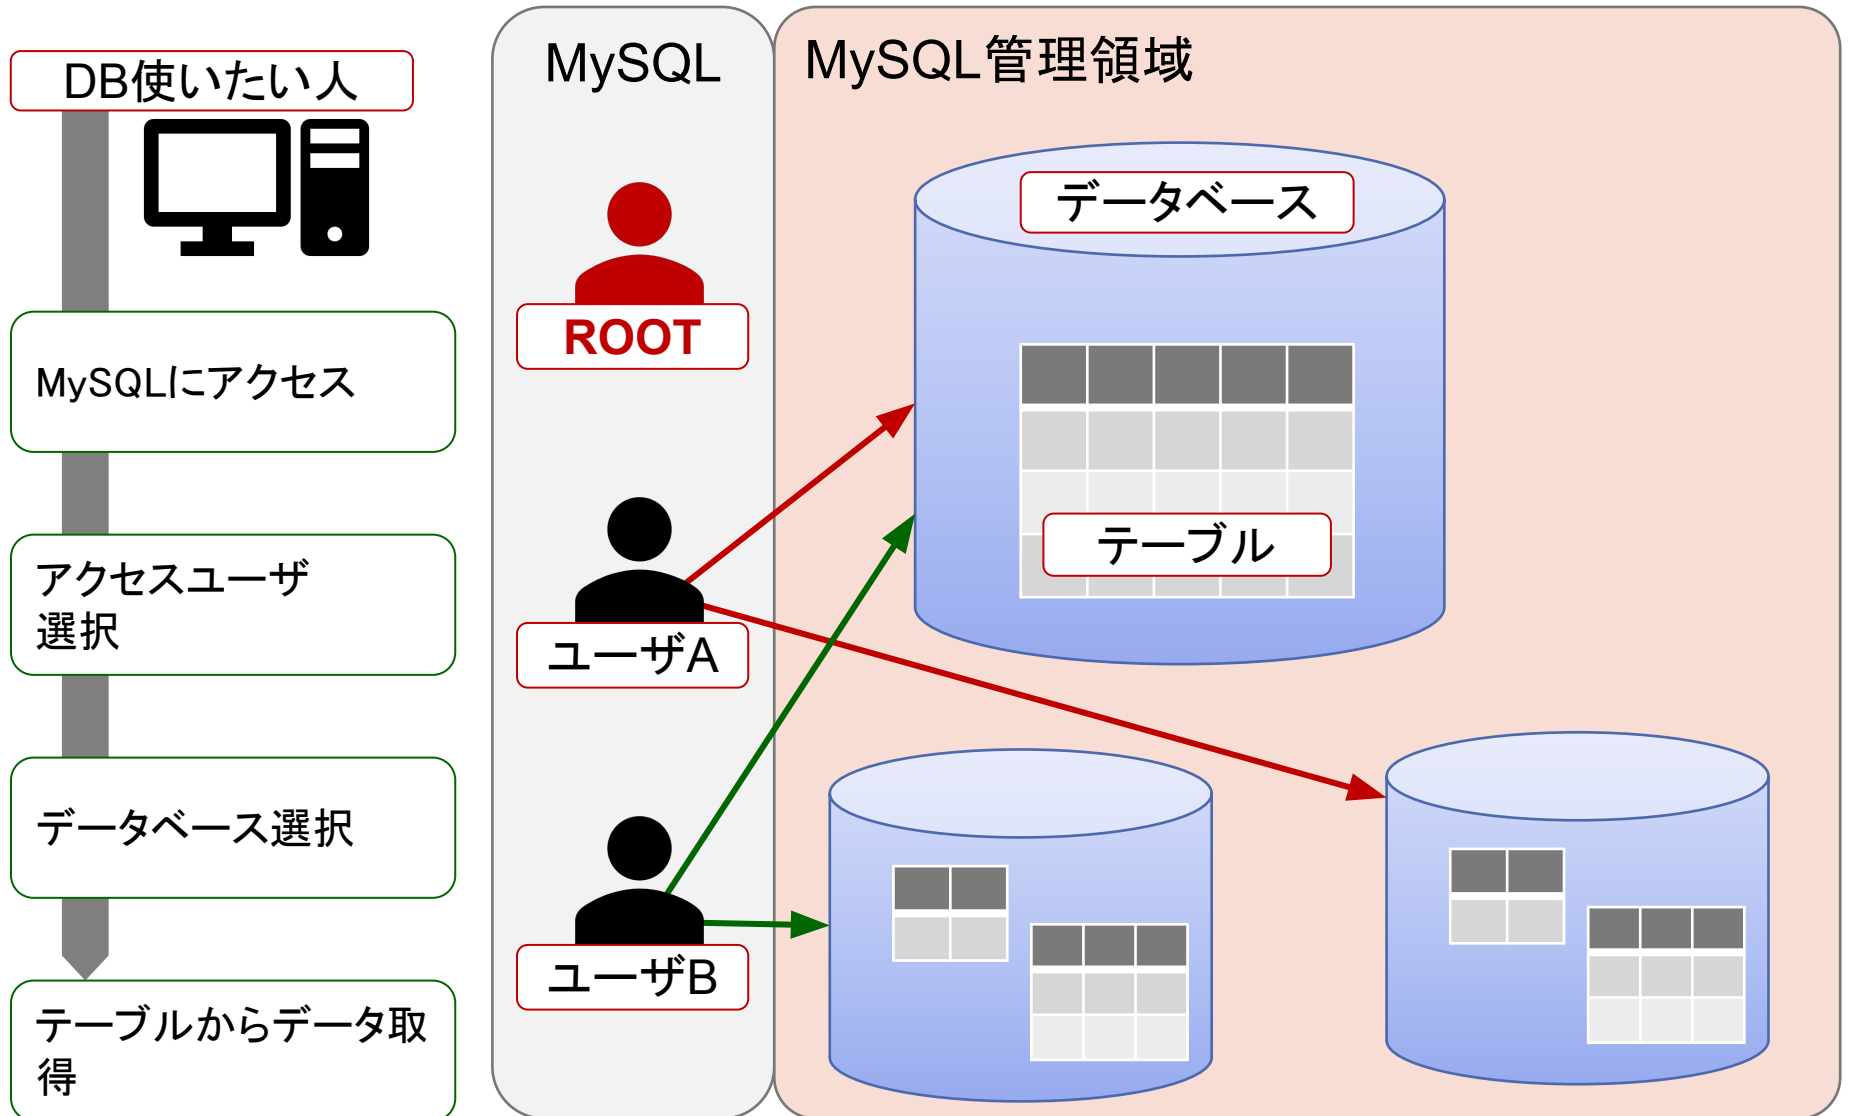 DB使いたい人
MySQLにアクセス
アクセスユーザ
選択
データベース選択
テーブルからデータ取
得
MySQL
ROOT
ユーザA
ユーザB
MySQL管理領域
データベース
テーブル